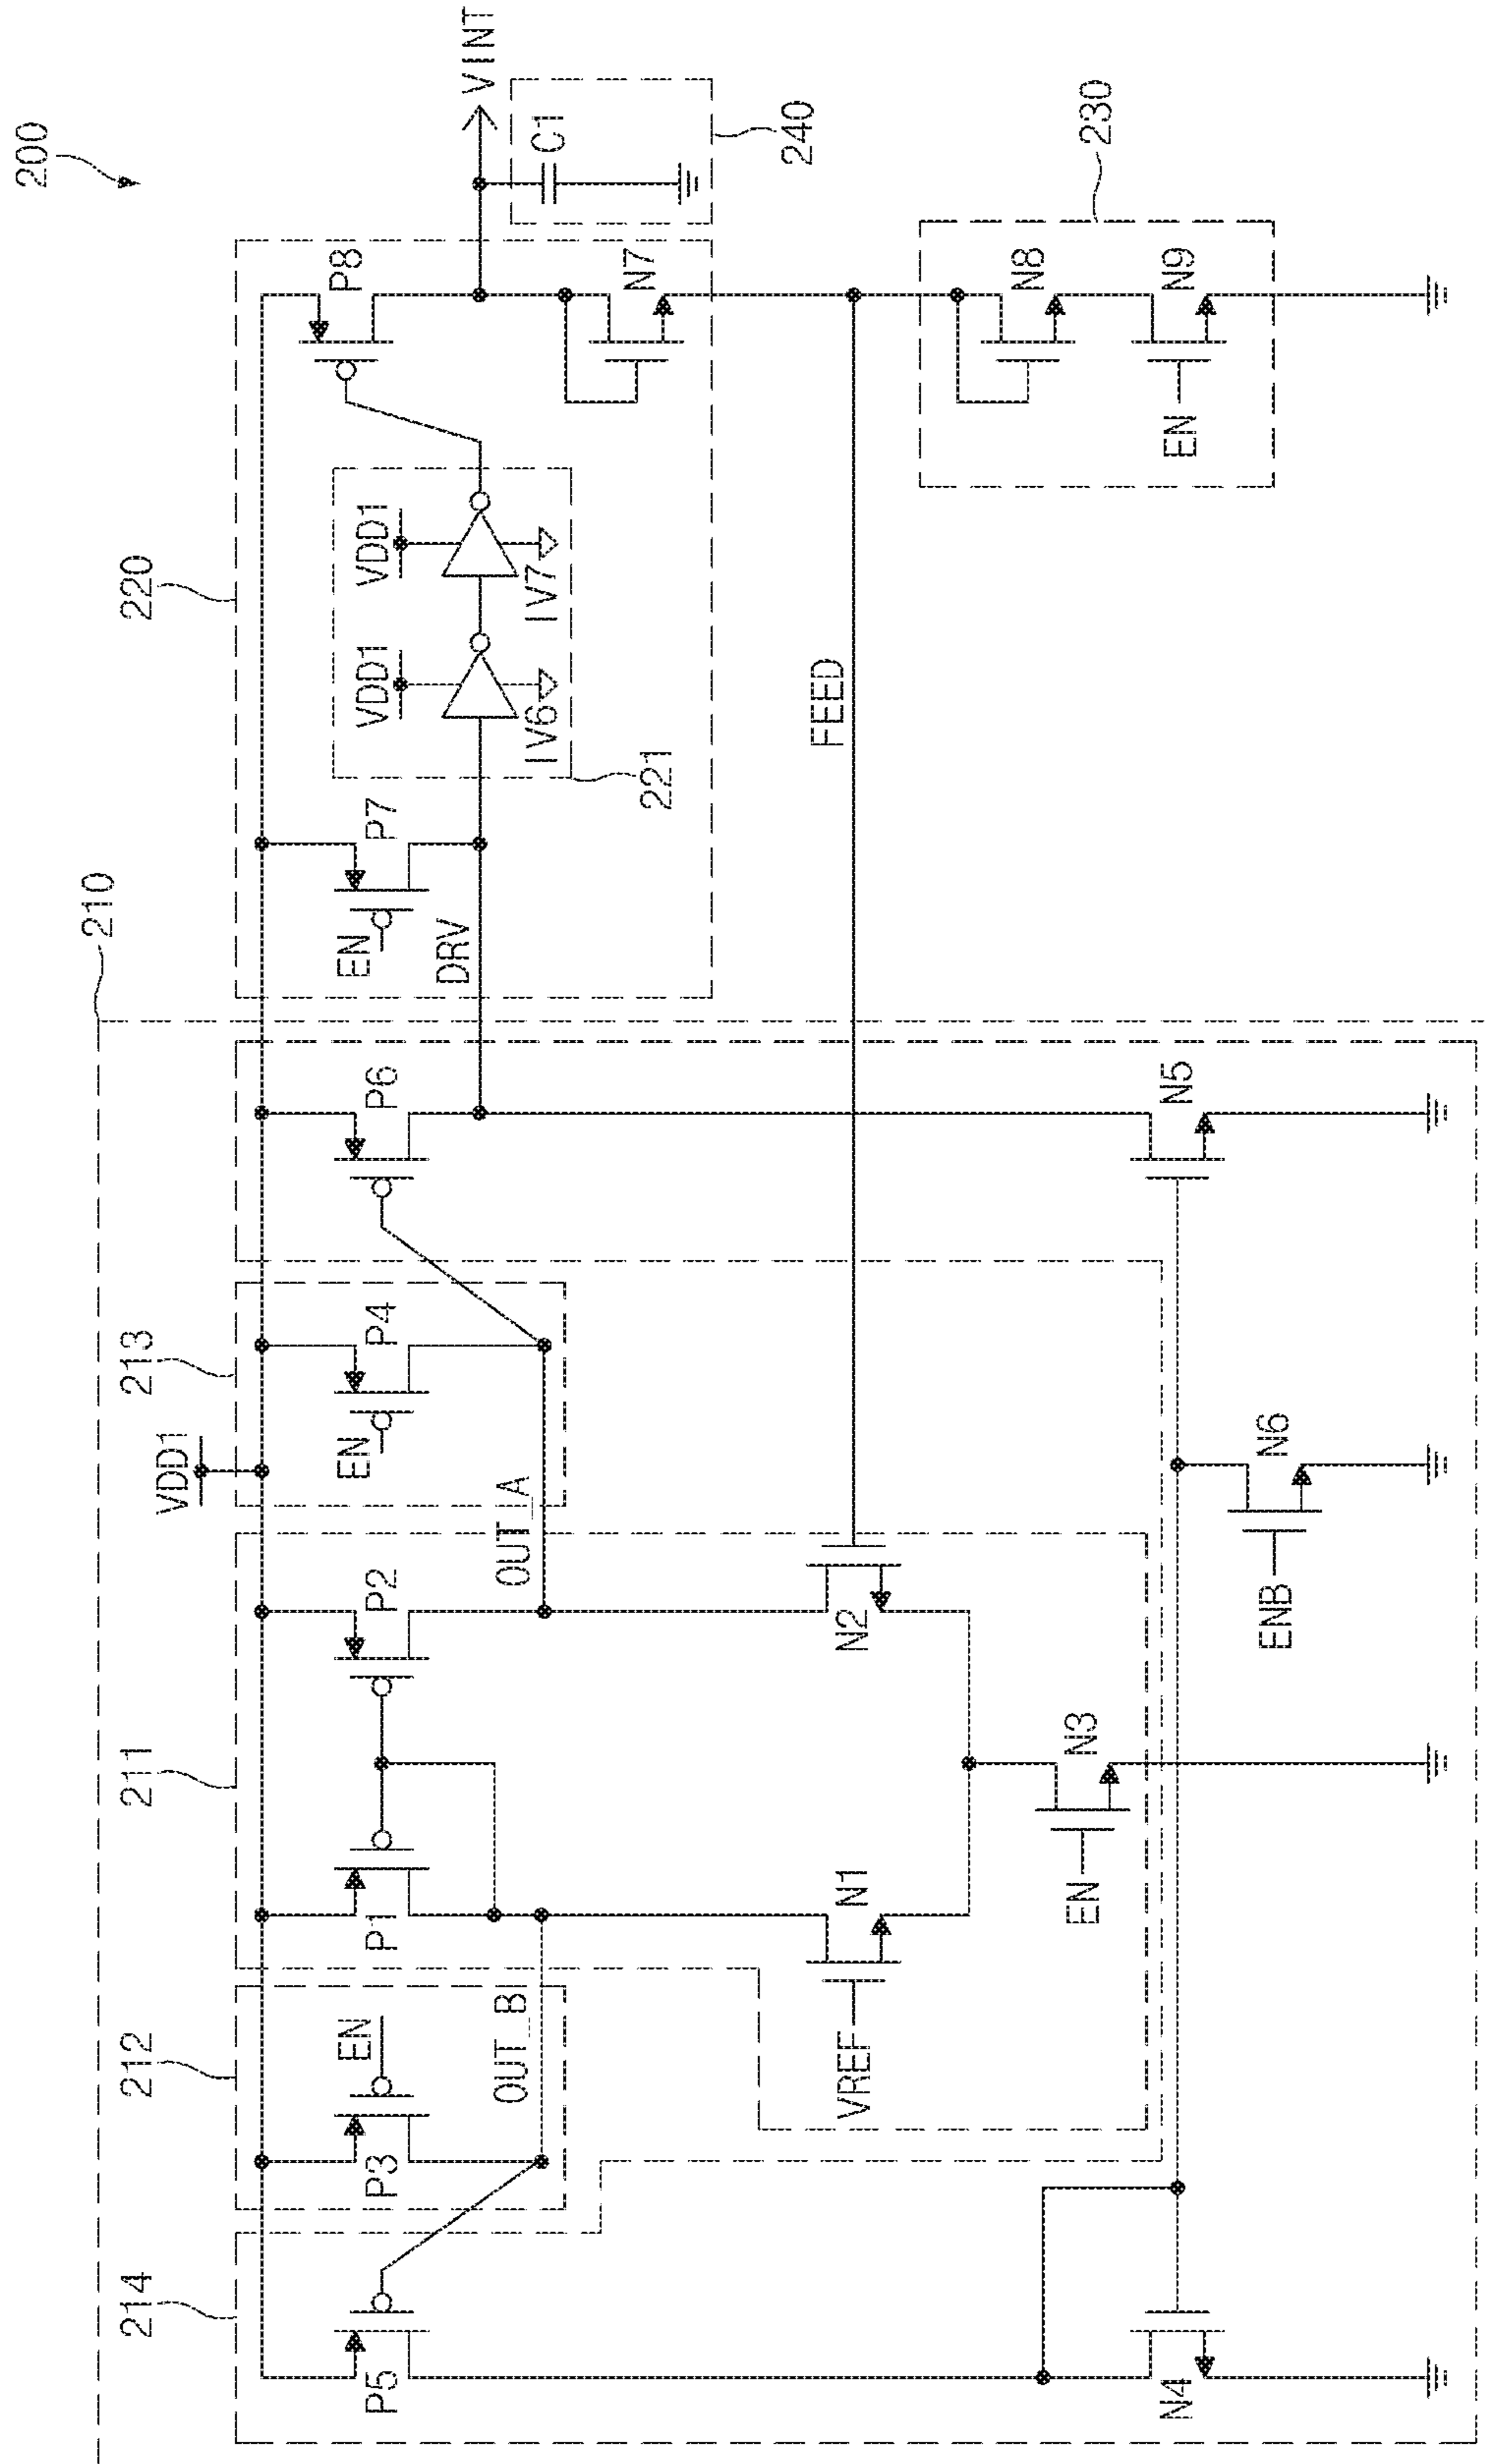 200
210
220
211
212
213
214
VDD1
P5
P3
EN
P1
P2
EN
P4
P6
EN
P7
P8
VDD1
VDD1
IV6
IV7
221
DRV
VINT
C1
240
N7
OUT_B
OUT_A
FEED
VREF
N1
N2
EN
N3
N4
ENB
N6
N5
N8
EN
N9
230